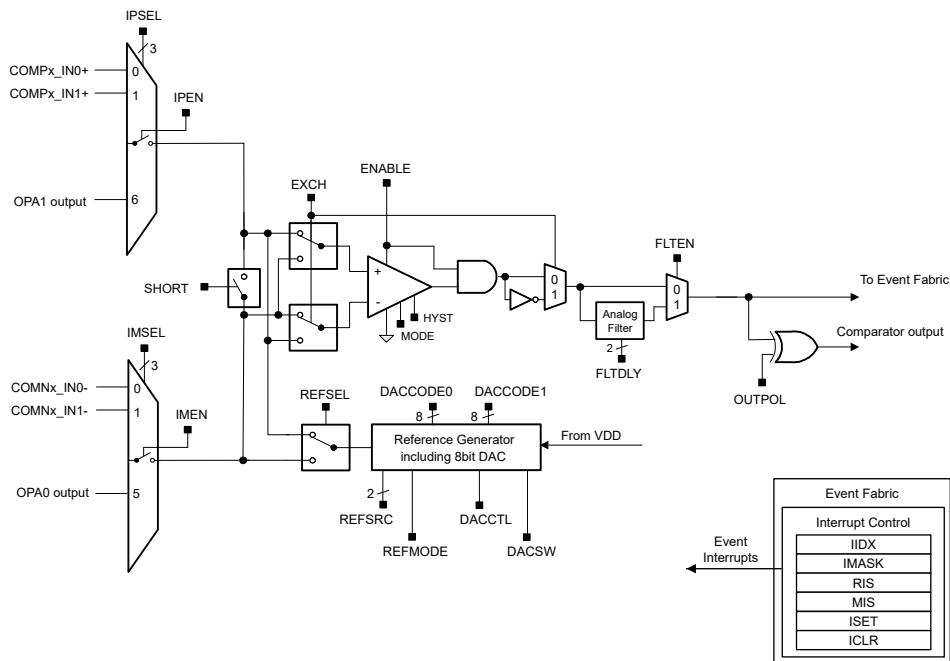 IPSEL
3
COMPx_IN0+
0
COMPx_IN1+
1
IPEN
OPA1 output
6
ENABLE
EXCH
SHORT
+
-
HYST
MODE
0
1
FLTEN
0
1
Analog
Filter
2
FLTDLY
To Event Fabric
Comparator output
OUTPOL
IMSEL
3
COMNx_IN0-
0
COMNx_IN1-
1
IMEN
OPA0 output
5
REFSEL
DACCODE0
DACCODE1
8
8
Reference Generator
including 8bit DAC
From VDD
2
REFSRC
DACCTL
REFMODE
DACSW
Event
Interrupts
Event Fabric
Interrupt Control
IIDX
IMASK
RIS
MIS
ISET
ICLR